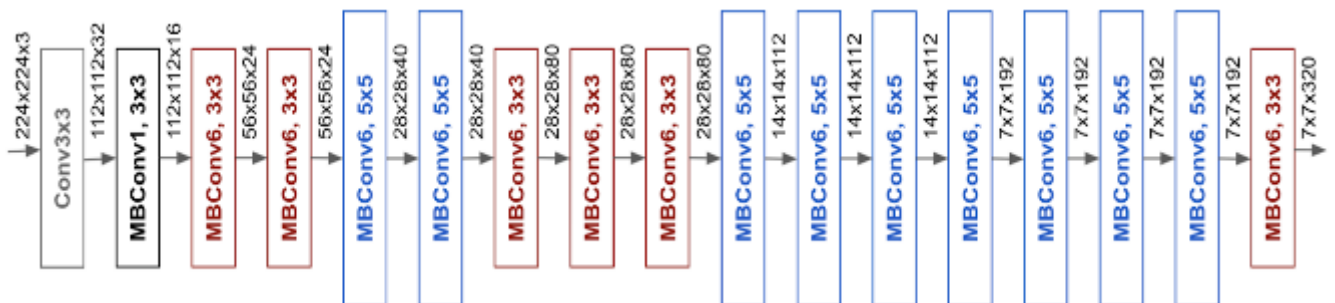 224x224x3
Conv3x3
112x112x32
MBConv1, 3x3
112x112x16
MBConv6, 3x3
56x56x24
MBConv6, 3x3
56x56x24
MBConv6, 5x5
28x28x40
MBConv6, 5x5
28x28x40
MBConv6, 3x3
28x28x80
MBConv6, 3x3
28x28x80
MBConv6, 3x3
28x28x80
MBConv6, 5x5
14x14x112
MBConv6, 5x5
14x14x112
MBConv6, 5x5
14x14x112
MBConv6, 5x5
7x7x192
MBConv6, 5x5
7x7x192
MBConv6, 5x5
7x7x192
MBConv6, 5x5
7x7x192
MBConv6, 3x3
7x7x320